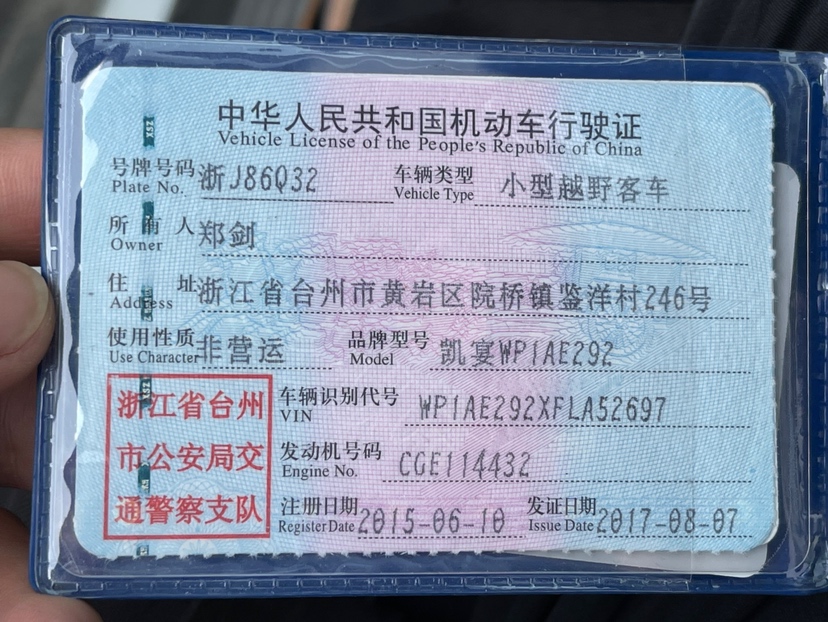 中华人民共和国机动车行驶证
Vehicle License of the People's Republic of China
号牌号码 浙J86Q32 车辆类型 小型越野客车
Plate No. Vehicle Type
所有人 郑剑
Owner
住址 浙江省台州市黄岩区院桥镇鉴洋村246号
Address
使用性质 非营运 品牌型号 凯宴WP1AE292
Use Character Model
浙江省台州
市公安局交
通警察支队
车辆识别代号 WP1AE292XFLA52697
VIN
发动机号码 CGE114432
Engine No.
注册日期 2015-06-10 发证日期 2017-08-07
Register Date Issue Date